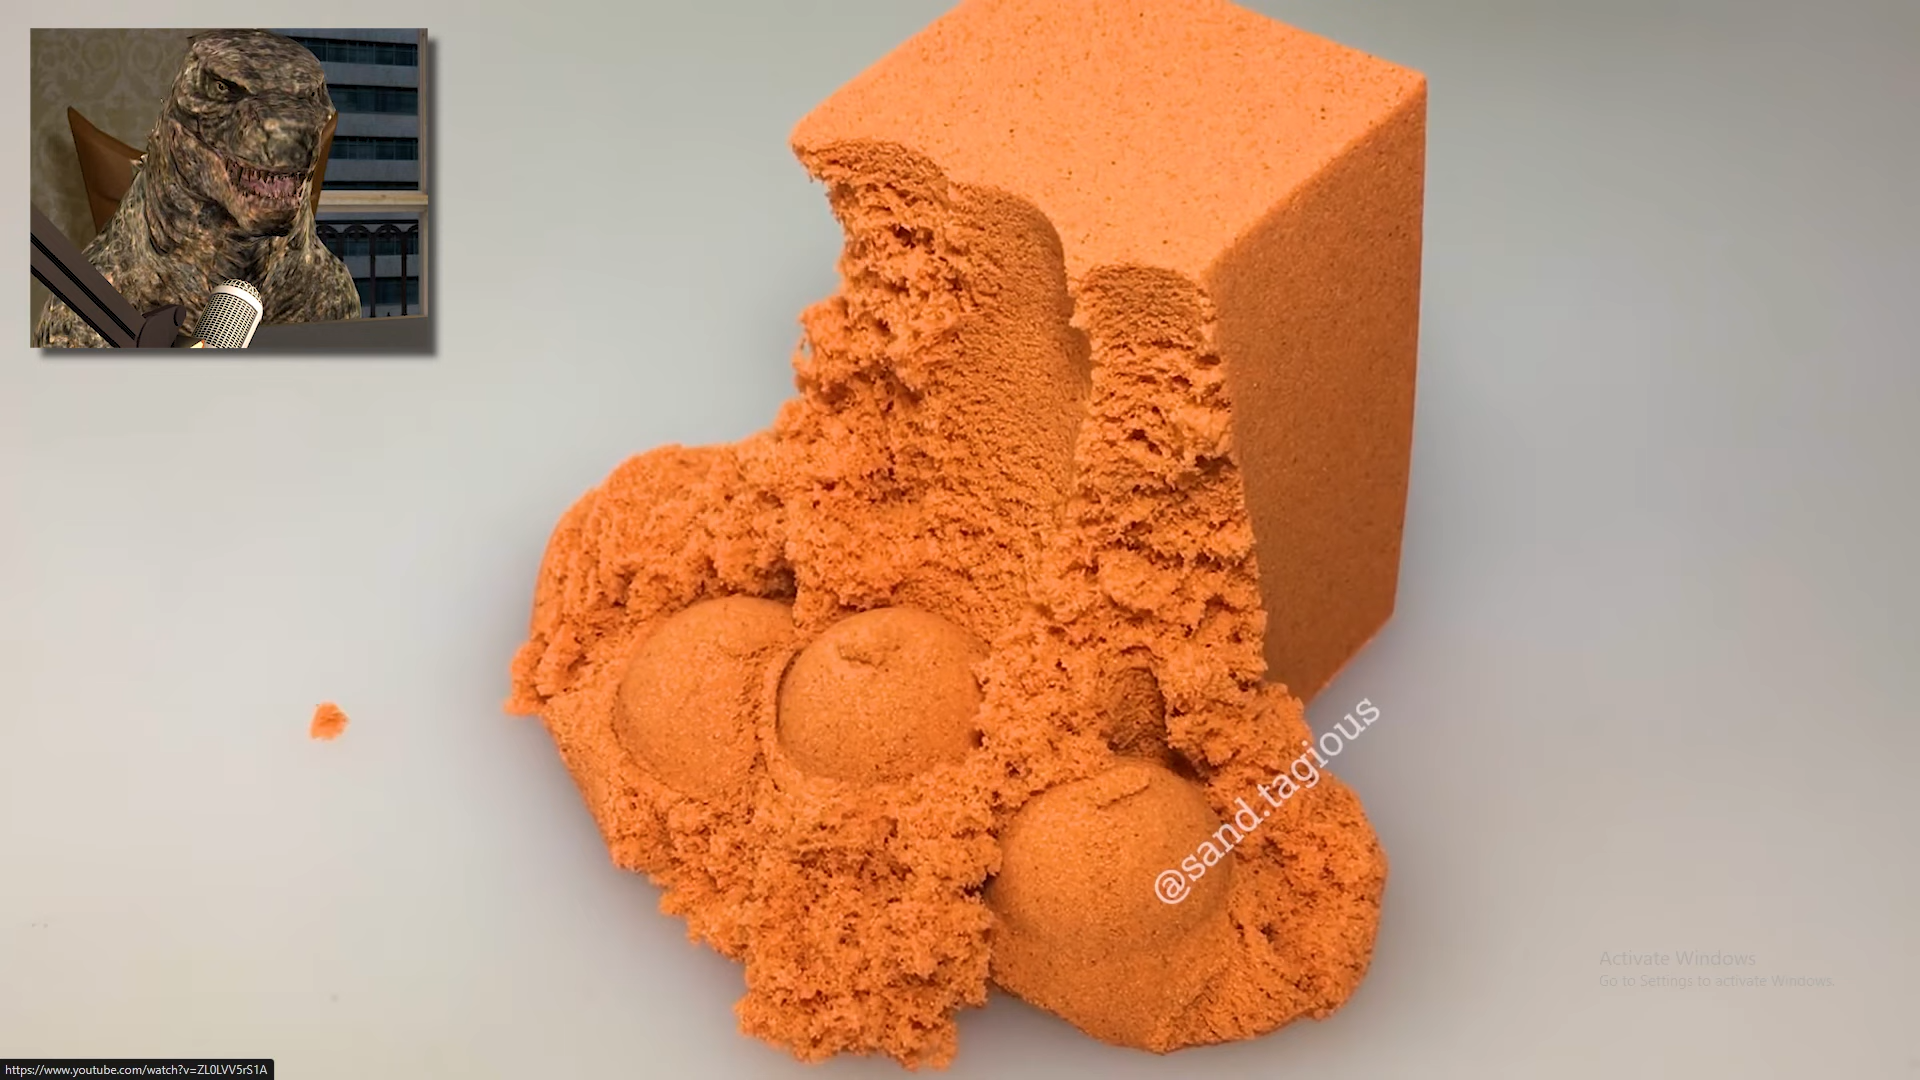 @sand.tagious
Activate Windows
Go to Settings to activate Windows.
https://www.youtube.com/watch?v=ZL0LVV5rS1A